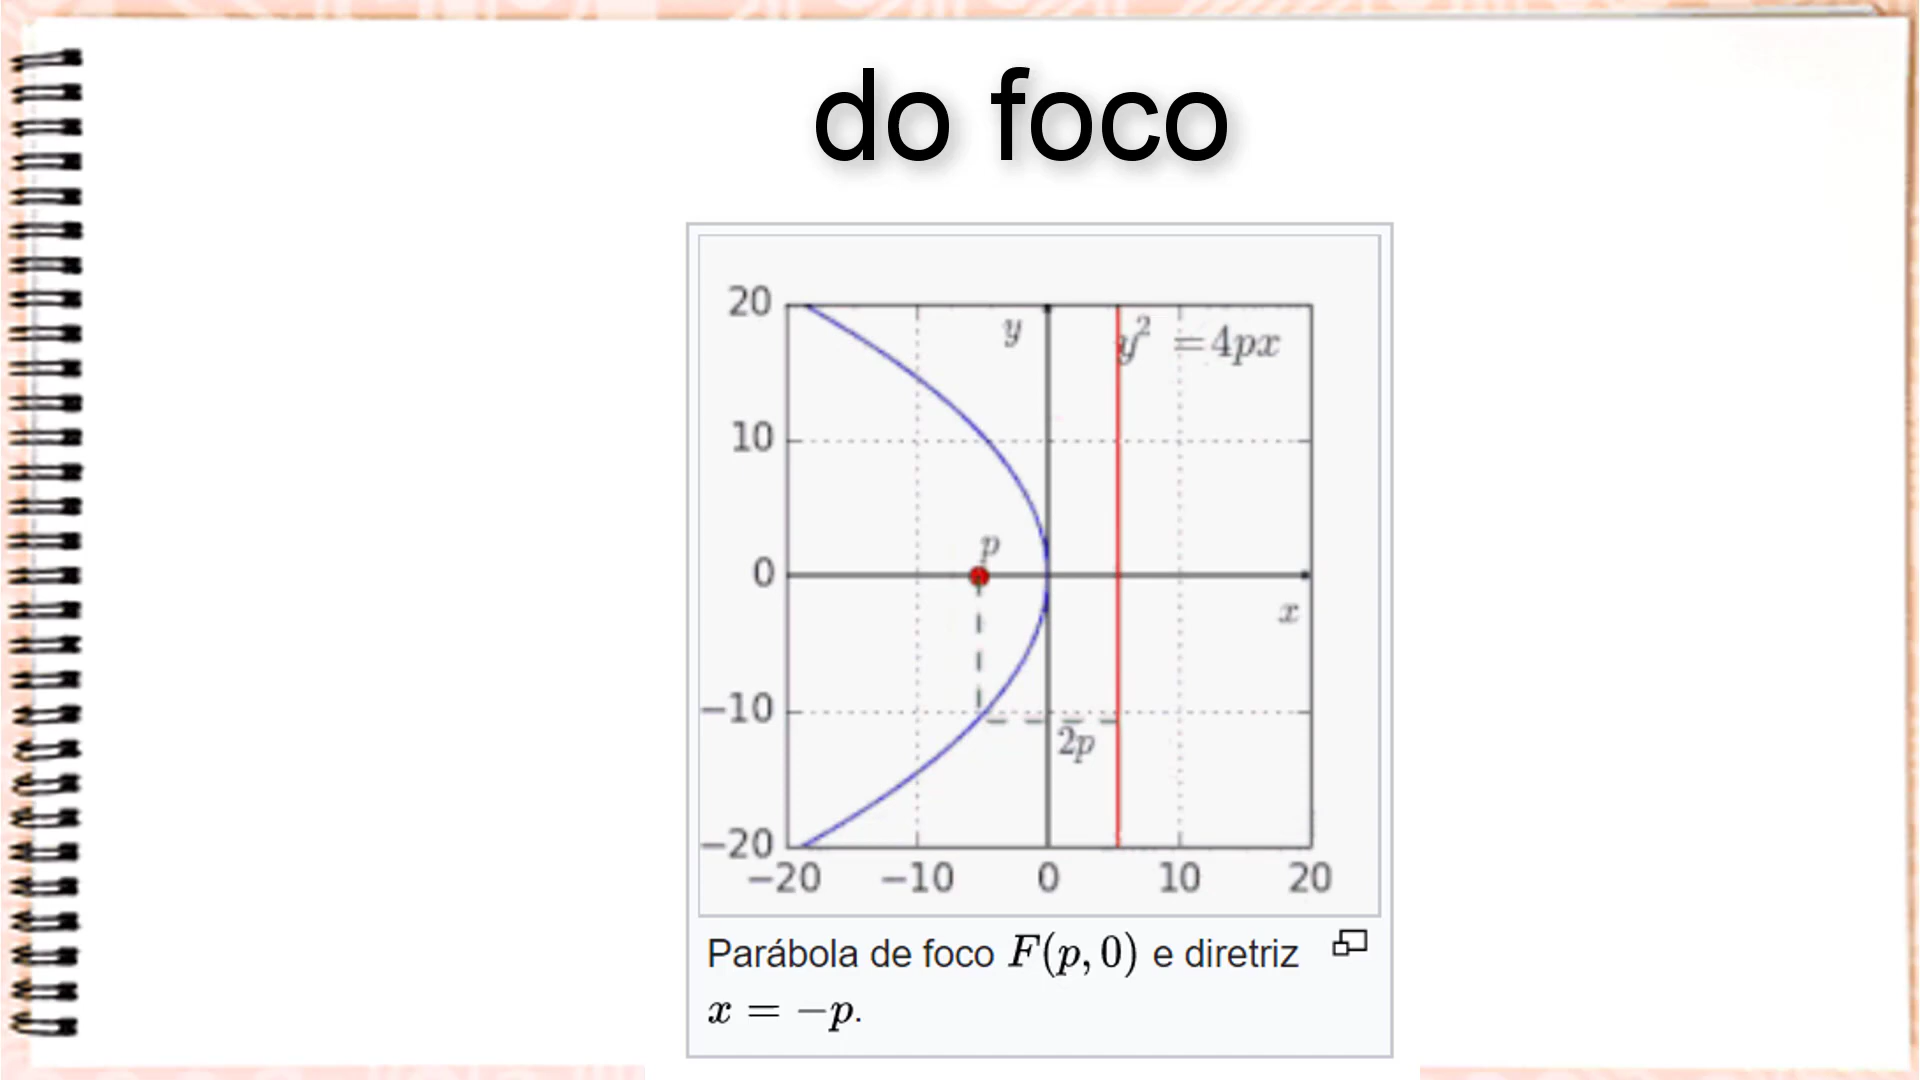 do foco
20
y
y² =4px
10
p
0
x
−10
2p
−20
−20 −10 0 10 20
Parábola de foco F(p, 0) e diretriz
x = −p.